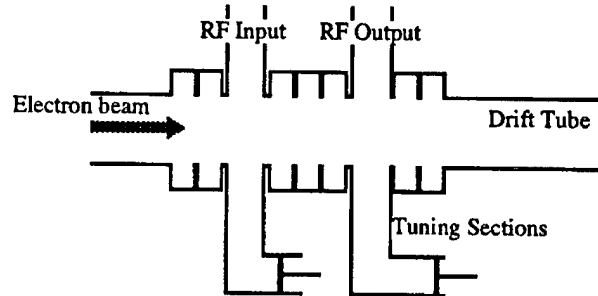 RF Input
RF Output
Electron beam
Drift Tube
Tuning Sections